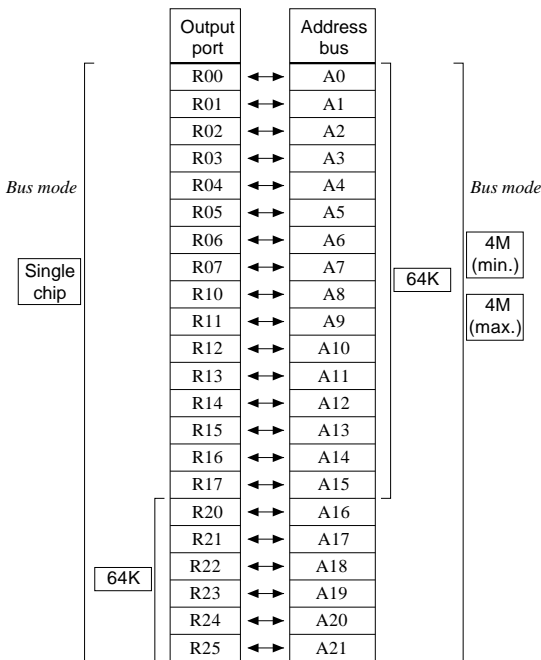 Output port
Address bus
R00 A0
R01 A1
R02 A2
R03 A3
Bus mode
R04 A4
Bus mode
R05 A5
R06 A6
4M (min.)
Single chip
R07 A7
64K
R10 A8
4M (max.)
R11 A9
R12 A10
R13 A11
R14 A12
R15 A13
R16 A14
R17 A15
R20 A16
R21 A17
64K
R22 A18
R23 A19
R24 A20
R25 A21